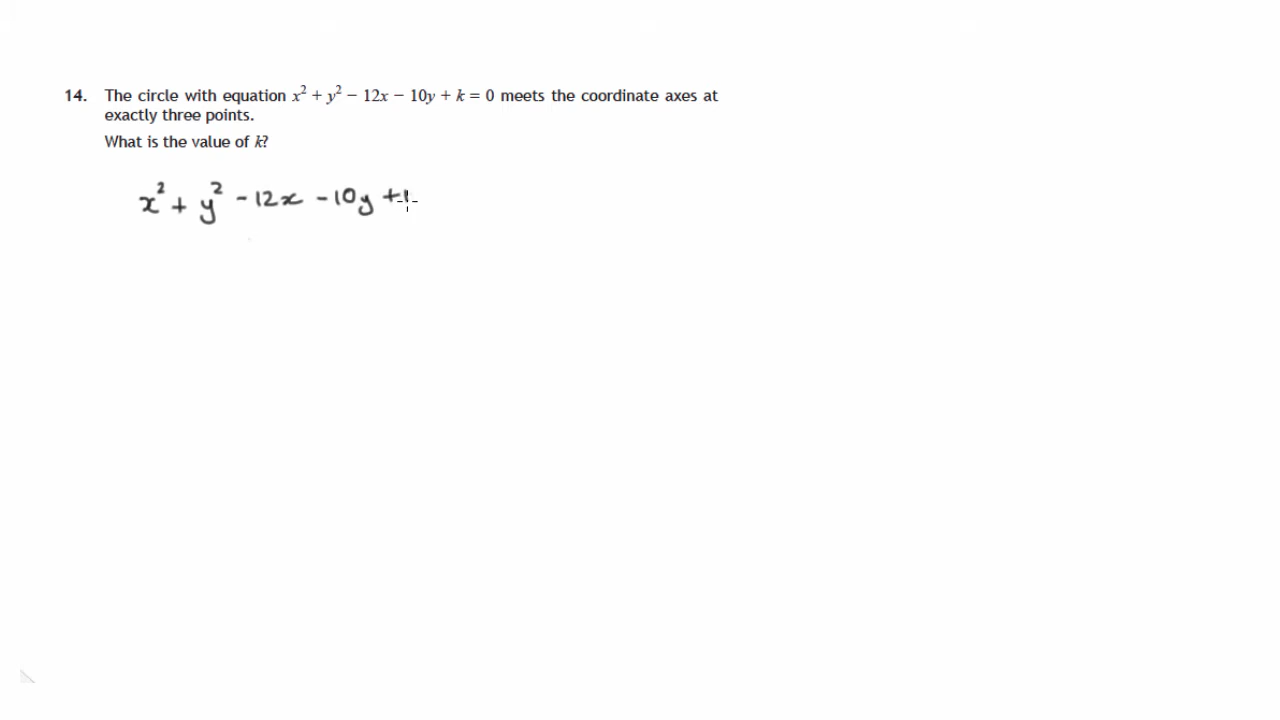 14. The circle with equation x² + y² − 12x − 10y + k = 0 meets the coordinate axes at
exactly three points.
What is the value of k?
x² + y² - 12x - 10y +